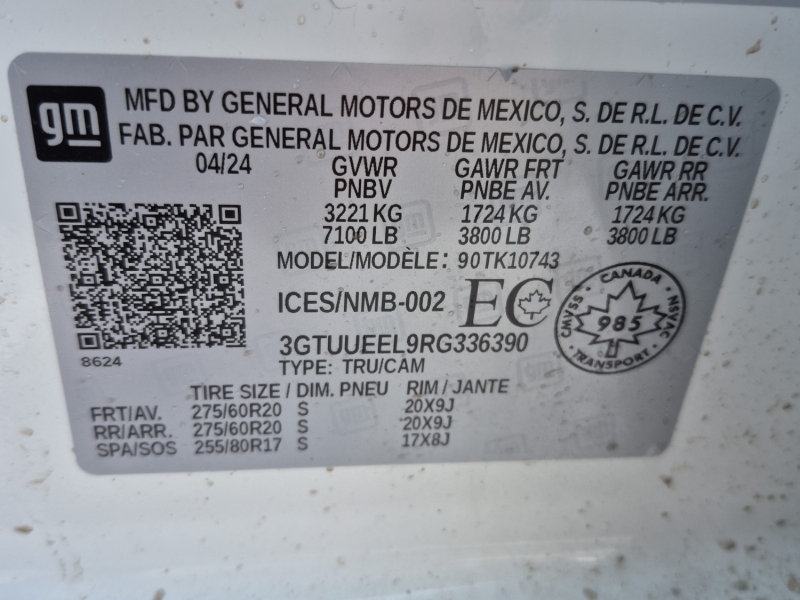 gm
MFD BY GENERAL MOTORS DE MEXICO, S. DE R.L. DE C.V.
FAB. PAR GENERAL MOTORS DE MEXICO, S. DE R.L. DE C.V.
04/24 GVWR GAWR FRT GAWR RR
PNBV PNBE AV. PNBE ARR.
3221 KG 1724 KG 1724 KG
7100 LB 3800 LB 3800 LB
MODEL/MODÈLE: 90TK10743
ICES/NMB-002 EC
CANADA
CMVSS 985 NSVAC
TRANSPORT
3GTUUEEL9RG336390
8624
TYPE: TRU/CAM
TIRE SIZE / DIM. PNEU RIM / JANTE
FRT/AV. 275/60R20 S 20X9J
RR/ARR. 275/60R20 S 20X9J
SPA/SOS 255/80R17 S 17X8J